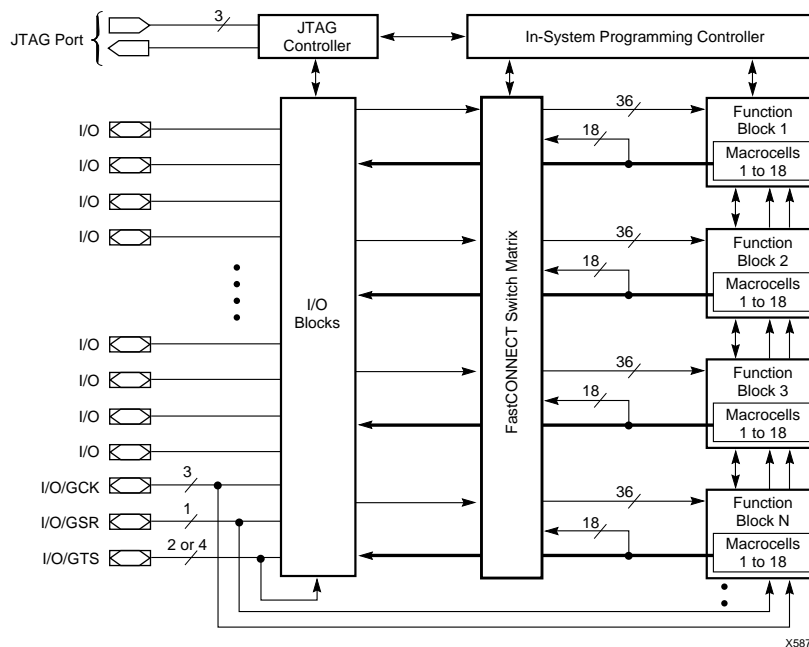 JTAG Port
3
JTAG
Controller
In-System Programming Controller
I/O
I/O
I/O
I/O
I/O
I/O
I/O
I/O
I/O/GCK
3
I/O/GSR
1
I/O/GTS
2 or 4
I/O
Blocks
FastCONNECT Switch Matrix
36
18
Function
Block 1
Macrocells
1 to 18
36
18
Function
Block 2
Macrocells
1 to 18
36
18
Function
Block 3
Macrocells
1 to 18
36
18
Function
Block N
Macrocells
1 to 18
X587